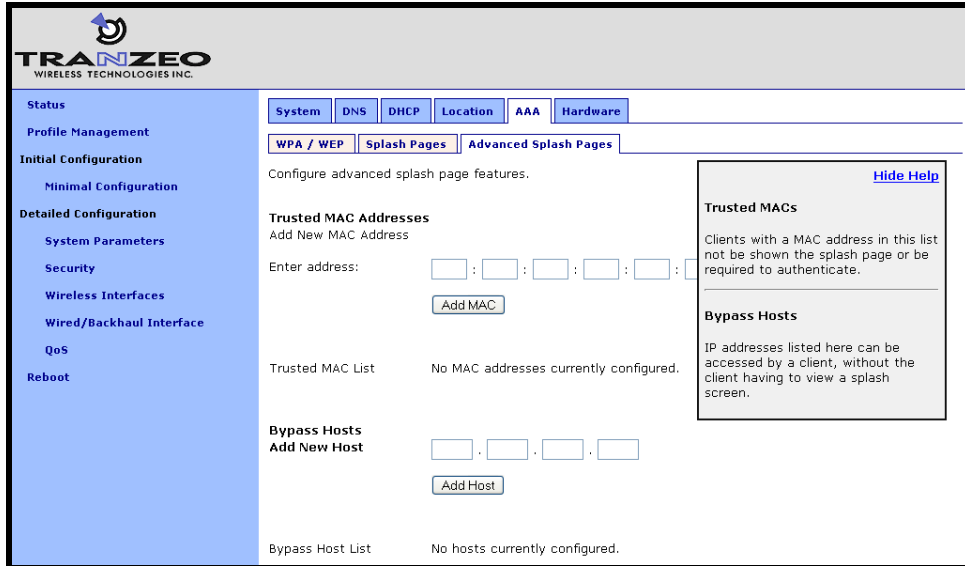 TRANZEO
WIRELESS TECHNOLOGIES INC.
Status
Profile Management
Initial Configuration
Minimal Configuration
Detailed Configuration
System Parameters
Security
Wireless Interfaces
Wired/Backhaul Interface
QoS
Reboot
System DNS DHCP Location AAA Hardware
WPA / WEP Splash Pages Advanced Splash Pages
Configure advanced splash page features.
Trusted MAC Addresses
Add New MAC Address
Enter address: : : : : :
Add MAC
Trusted MAC List No MAC addresses currently configured.
Bypass Hosts
Add New Host . . .
Add Host
Bypass Host List No hosts currently configured.
Hide Help
Trusted MACs
Clients with a MAC address in this list
not be shown the splash page or be
required to authenticate.
Bypass Hosts
IP addresses listed here can be
accessed by a client, without the
client having to view a splash
screen.